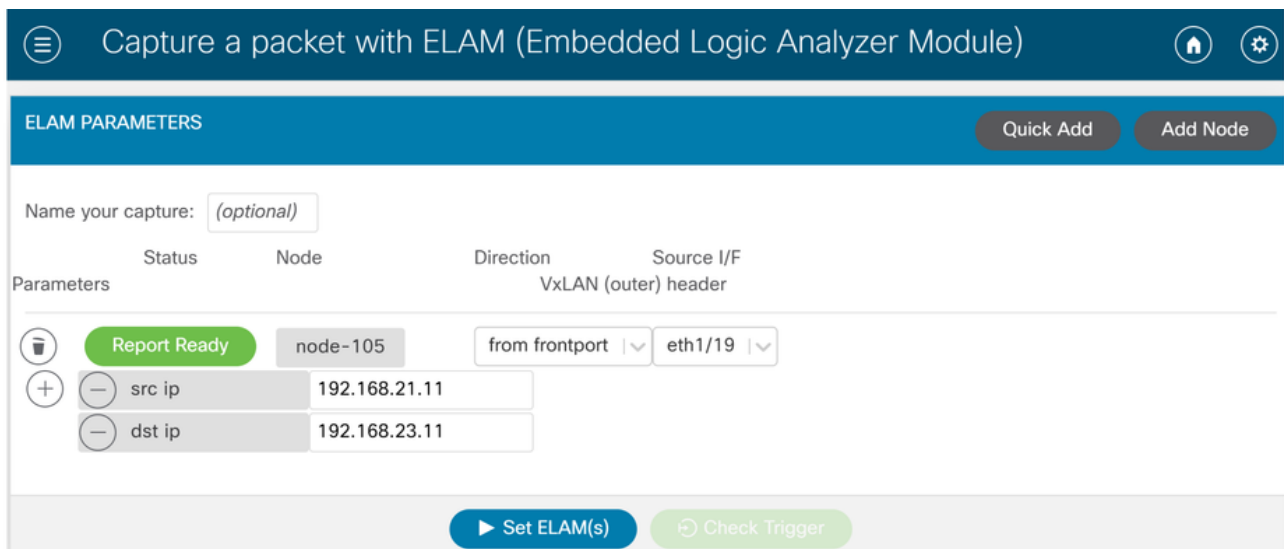 Capture a packet with ELAM (Embedded Logic Analyzer Module)
ELAM PARAMETERS
Quick Add
Add Node
Name your capture: (optional)
Status Node Direction Source I/F
Parameters VxLAN (outer) header
Report Ready node-105 from frontport eth1/19
src ip 192.168.21.11
dst ip 192.168.23.11
Set ELAM(s) Check Trigger